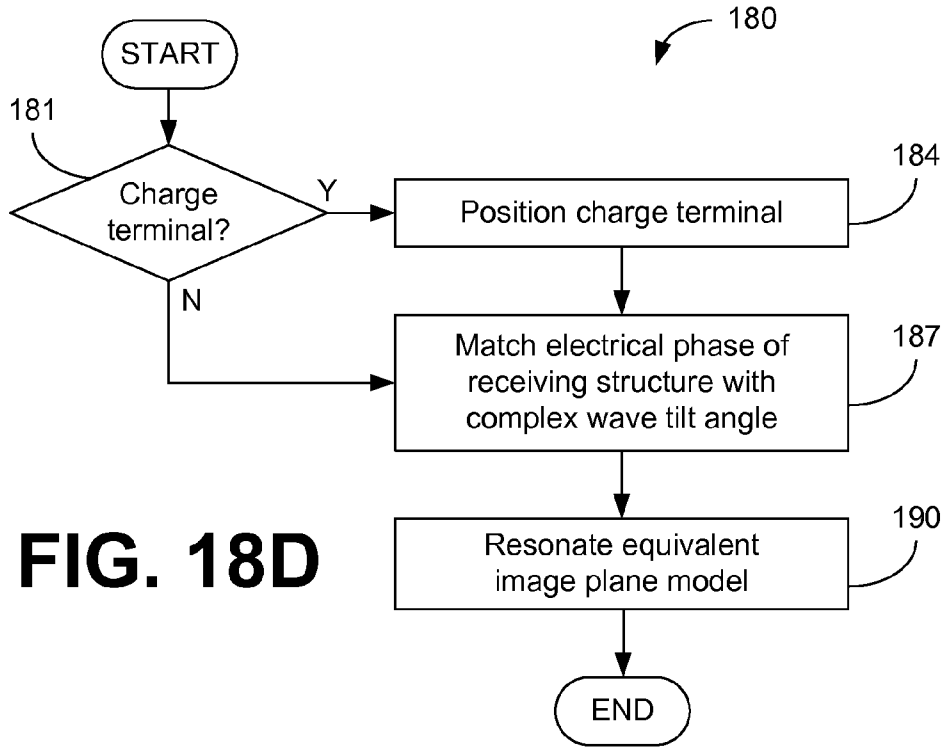 180
START
181
Charge
terminal?
Y
N
184
Position charge terminal
187
Match electrical phase of
receiving structure with
complex wave tilt angle
190
Resonate equivalent
image plane model
FIG. 18D
END